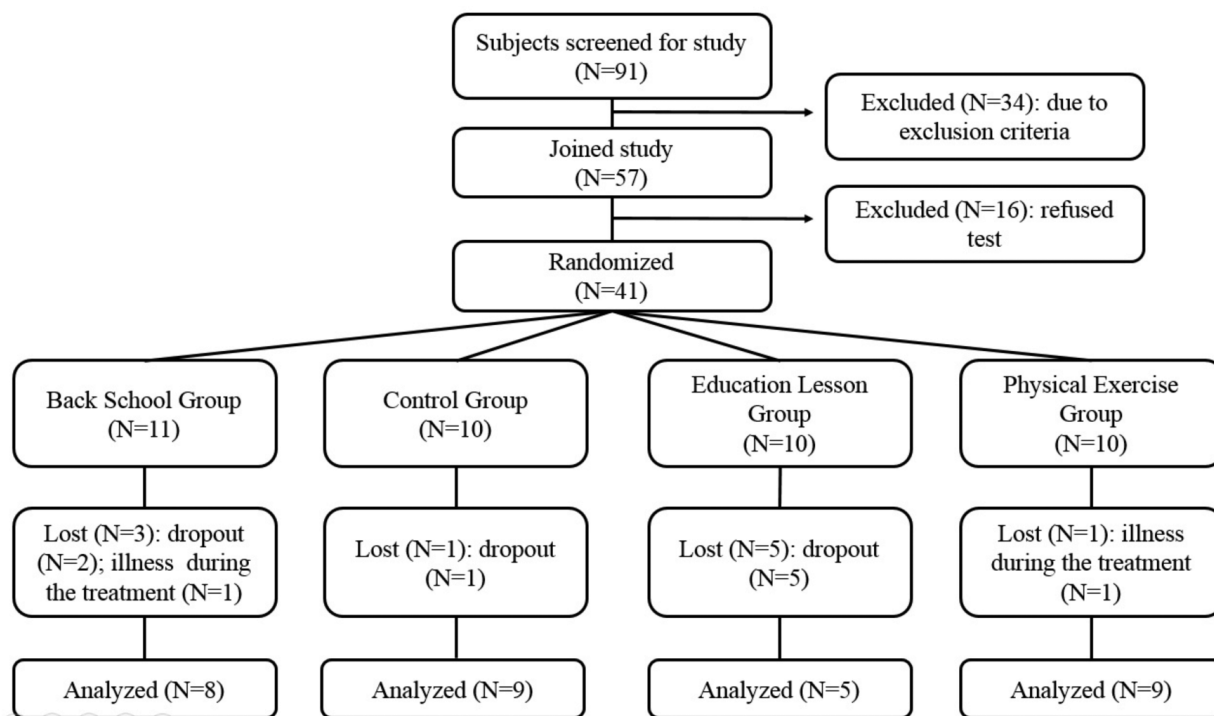 Subjects screened for study
(N=91)
Excluded (N=34): due to
exclusion criteria
Joined study
(N=57)
Excluded (N=16): refused
test
Randomized
(N=41)
Back School Group
(N=11)
Control Group
(N=10)
Education Lesson
Group
(N=10)
Physical Exercise
Group
(N=10)
Lost (N=3): dropout
(N=2); illness during
the treatment (N=1)
Lost (N=1): dropout
(N=1)
Lost (N=5): dropout
(N=5)
Lost (N=1): illness
during the treatment
(N=1)
Analyzed (N=8)
Analyzed (N=9)
Analyzed (N=5)
Analyzed (N=9)